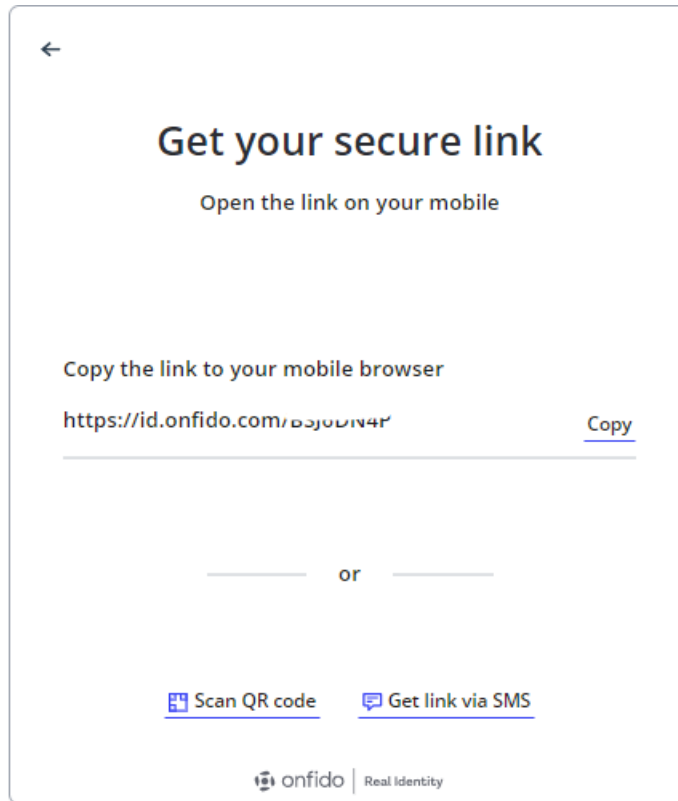 Get your secure link
Open the link on your mobile
Copy the link to your mobile browser
https://id.onfido.com/
Copy
or
Scan QR code
Get link via SMS
onfido | Real Identity